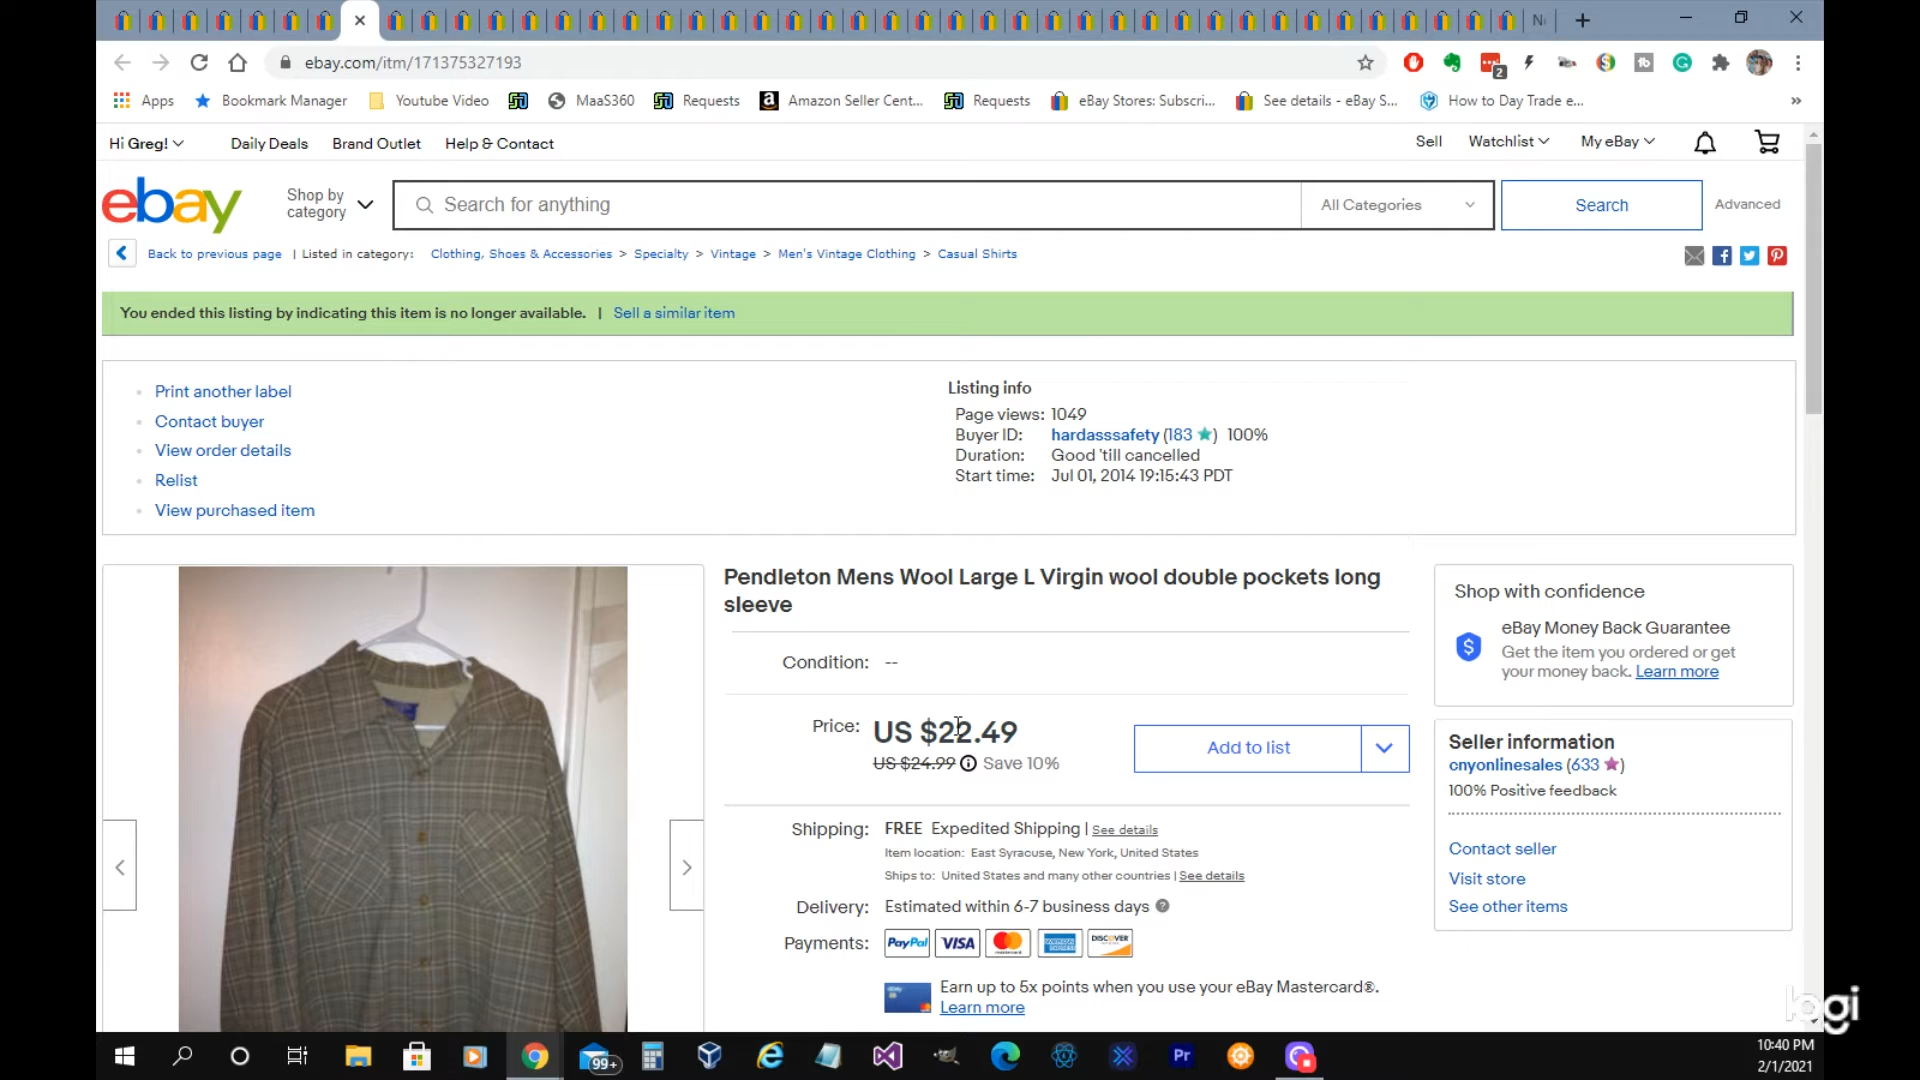 Ne
ebay.com/itm/171375327193
2
Apps Bookmark Manager Youtube Video MaaS360 Requests Amazon Seller Cent... Requests eBay Stores: Subscri... See details - eBay S... How to Day Trade e... »
Hi Greg! Daily Deals Brand Outlet Help & Contact Sell Watchlist My eBay
ebay Shop by category Search for anything All Categories Search Advanced
Back to previous page | Listed in category: Clothing, Shoes & Accessories > Specialty > Vintage > Men's Vintage Clothing > Casual Shirts
You ended this listing by indicating this item is no longer available. | Sell a similar item
Print another label
Contact buyer
View order details
Relist
View purchased item
Listing info
Page views: 1049
Buyer ID: hardasssafety (183 ) 100%
Duration: Good 'till cancelled
Start time: Jul 01, 2014 19:15:43 PDT
Pendleton Mens Wool Large L Virgin wool double pockets long
sleeve
Condition: --
Price: US $22.49
US $24.99 Save 10%
Add to list
Shipping: FREE Expedited Shipping | See details
Item location: East Syracuse, New York, United States
Ships to: United States and many other countries | See details
Delivery: Estimated within 6-7 business days
Payments: PayPal VISA mastercard AMERICAN EXPRESS DISCOVER
Earn up to 5x points when you use your eBay Mastercard®.
Learn more
Shop with confidence
eBay Money Back Guarantee
Get the item you ordered or get
your money back. Learn more
Seller information
cnyonlinesales (633 )
100% Positive feedback
Contact seller
Visit store
See other items
logi
99+
Pr
10:40 PM
2/1/2021